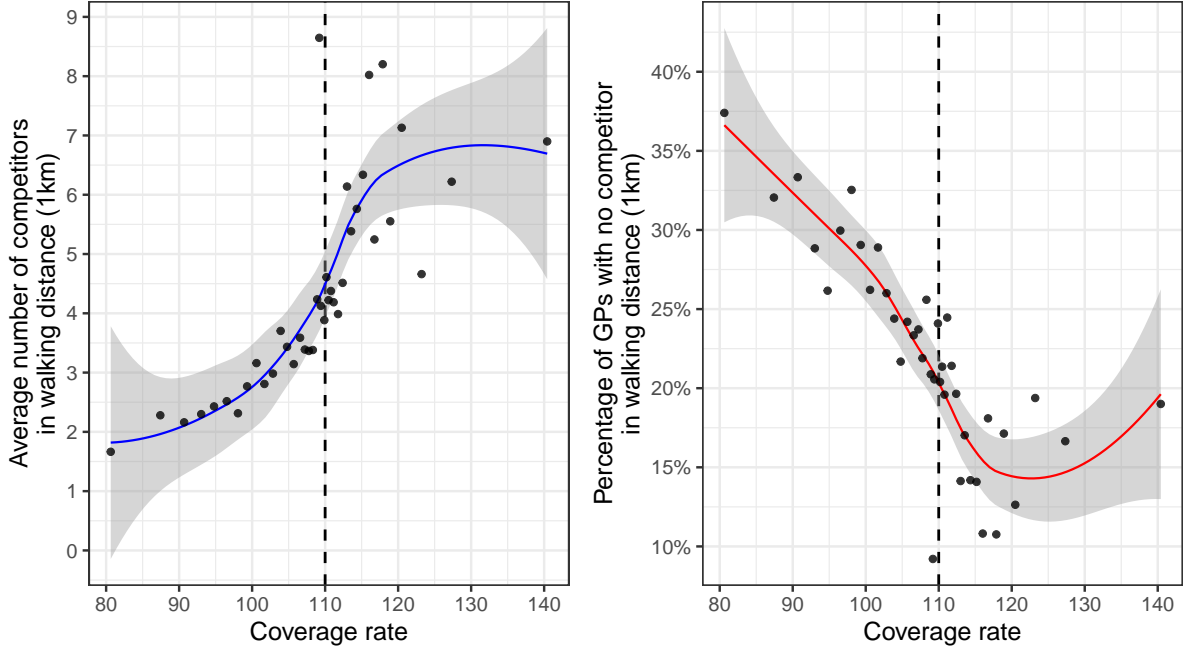 Average number of competitors
in walking distance (1km)
9
8
7
6
5
4
3
2
1
0
80 90 100 110 120 130 140
Coverage rate
Percentage of GPs with no competitor
in walking distance (1km)
40%
35%
30%
25%
20%
15%
10%
80 90 100 110 120 130 140
Coverage rate